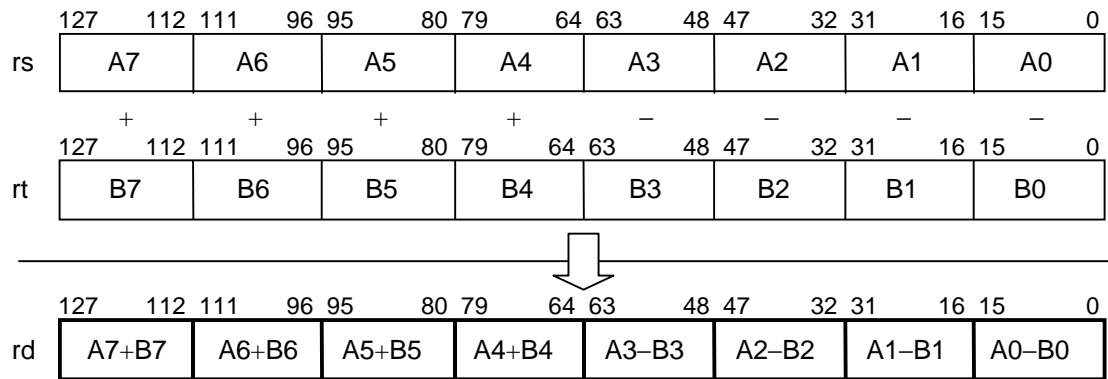 127 112 111 96 95 80 79 64 63 48 47 32 31 16 15 0
rs A7 A6 A5 A4 A3 A2 A1 A0
+ + + + − − − −
127 112 111 96 95 80 79 64 63 48 47 32 31 16 15 0
rt B7 B6 B5 B4 B3 B2 B1 B0
127 112 111 96 95 80 79 64 63 48 47 32 31 16 15 0
rd A7+B7 A6+B6 A5+B5 A4+B4 A3−B3 A2−B2 A1−B1 A0−B0